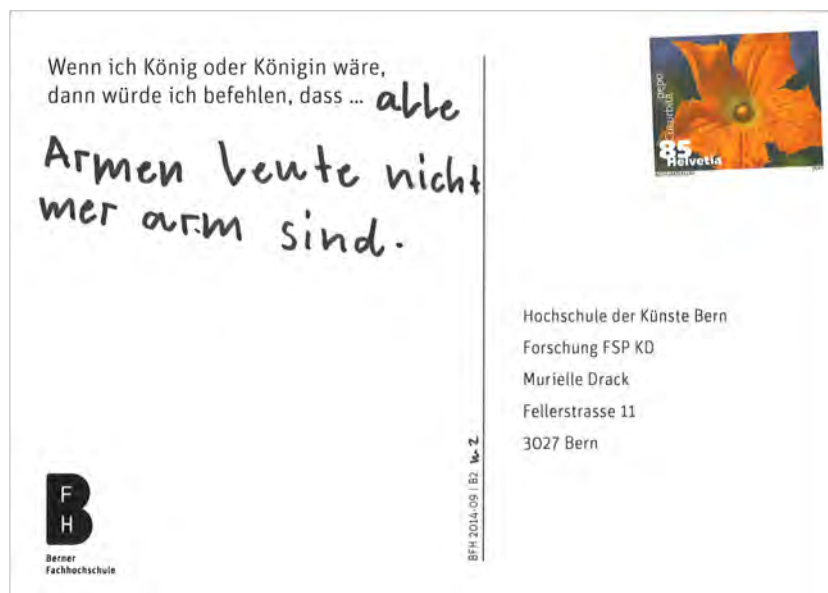 Wenn ich König oder Königin wäre,
dann würde ich befehlen, dass ... alle
Armen leute nicht
mer arm sind.
cucurbita pepo
85
Helvetia
Hochschule der Künste Bern
Forschung FSP KD
Murielle Drack
Fellerstrasse 11
3027 Bern
BFH 2014-09 | B2
F
B
H
Berner
Fachhochschule